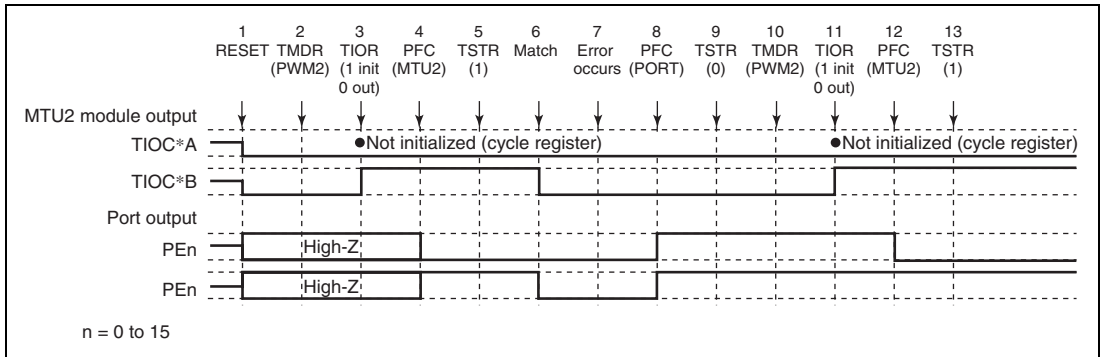 1 2 3 4 5 6 7 8 9 10 11 12 13
RESET TMDR TIOR PFC TSTR Match Error PFC TSTR TMDR TIOR PFC TSTR
(PWM2) (1 init (MTU2) (1) occurs (PORT) (0) (PWM2) (1 init (MTU2) (1)
0 out) 0 out)
MTU2 module output
TIOC*A ●Not initialized (cycle register) ●Not initialized (cycle register)
TIOC*B
Port output
PEn High-Z
PEn High-Z
n = 0 to 15